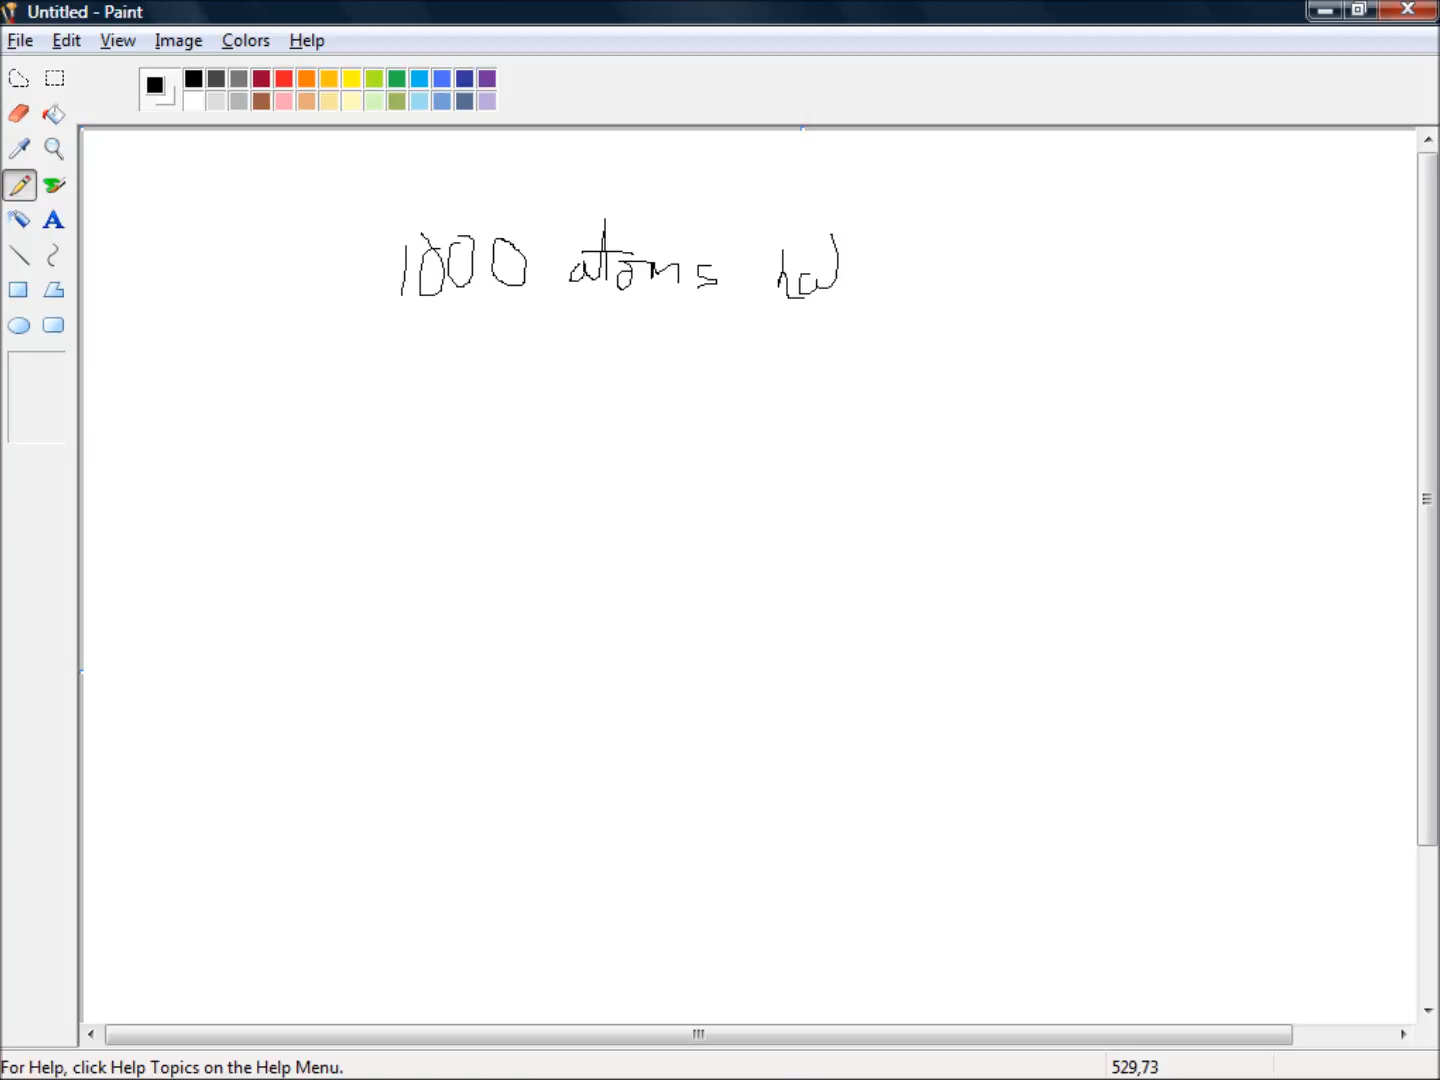 Untitled - Paint
File Edit View Image Colors Help
1000 atoms
For Help, click Help Topics on the Help Menu.
529,73